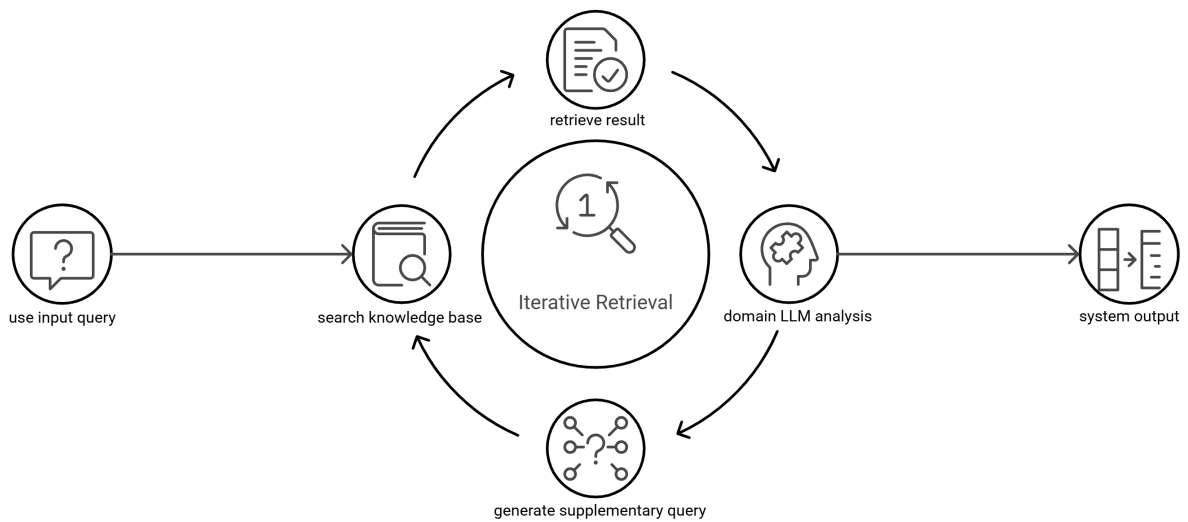 retrieve result
1
Iterative Retrieval
?
use input query
search knowledge base
domain LLM analysis
system output
?
generate supplementary query